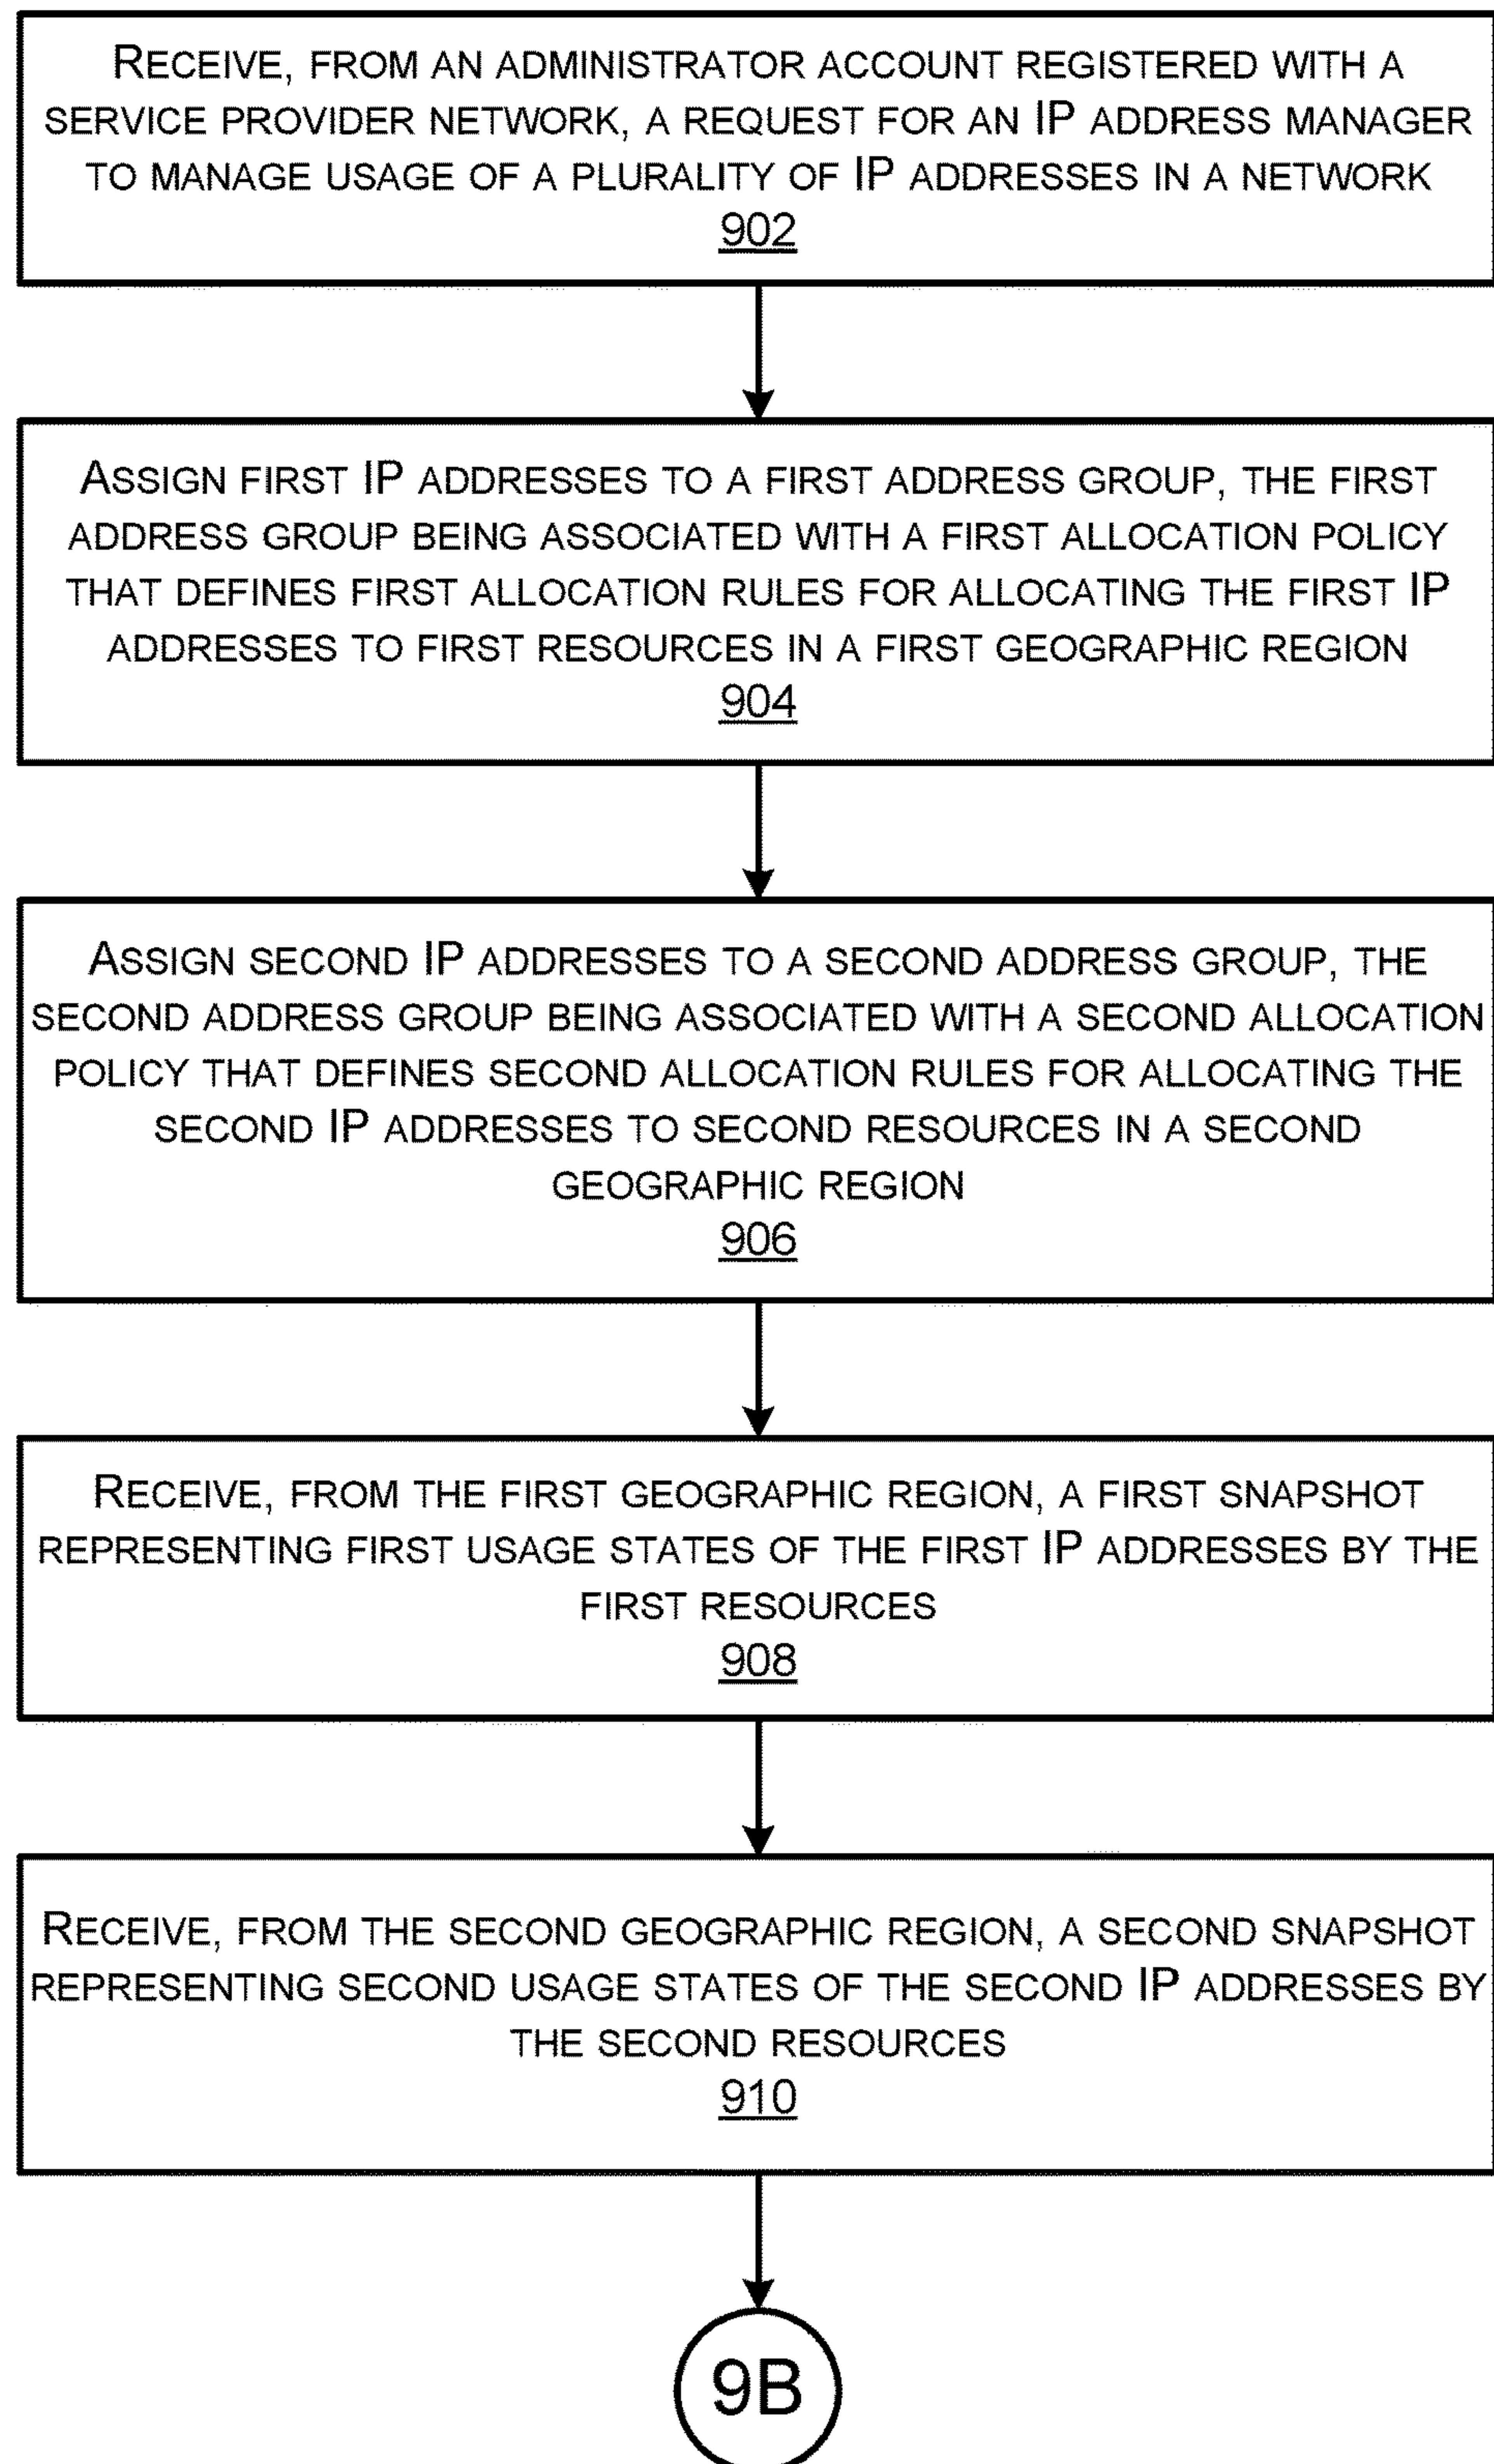 RECEIVE, FROM AN ADMINISTRATOR ACCOUNT REGISTERED WITH A
SERVICE PROVIDER NETWORK, A REQUEST FOR AN IP ADDRESS MANAGER
TO MANAGE USAGE OF A PLURALITY OF IP ADDRESSES IN A NETWORK
902
ASSIGN FIRST IP ADDRESSES TO A FIRST ADDRESS GROUP, THE FIRST
ADDRESS GROUP BEING ASSOCIATED WITH A FIRST ALLOCATION POLICY
THAT DEFINES FIRST ALLOCATION RULES FOR ALLOCATING THE FIRST IP
ADDRESSES TO FIRST RESOURCES IN A FIRST GEOGRAPHIC REGION
904
ASSIGN SECOND IP ADDRESSES TO A SECOND ADDRESS GROUP, THE
SECOND ADDRESS GROUP BEING ASSOCIATED WITH A SECOND ALLOCATION
POLICY THAT DEFINES SECOND ALLOCATION RULES FOR ALLOCATING THE
SECOND IP ADDRESSES TO SECOND RESOURCES IN A SECOND
GEOGRAPHIC REGION
906
RECEIVE, FROM THE FIRST GEOGRAPHIC REGION, A FIRST SNAPSHOT
REPRESENTING FIRST USAGE STATES OF THE FIRST IP ADDRESSES BY THE
FIRST RESOURCES
908
RECEIVE, FROM THE SECOND GEOGRAPHIC REGION, A SECOND SNAPSHOT
REPRESENTING SECOND USAGE STATES OF THE SECOND IP ADDRESSES BY
THE SECOND RESOURCES
910
9B